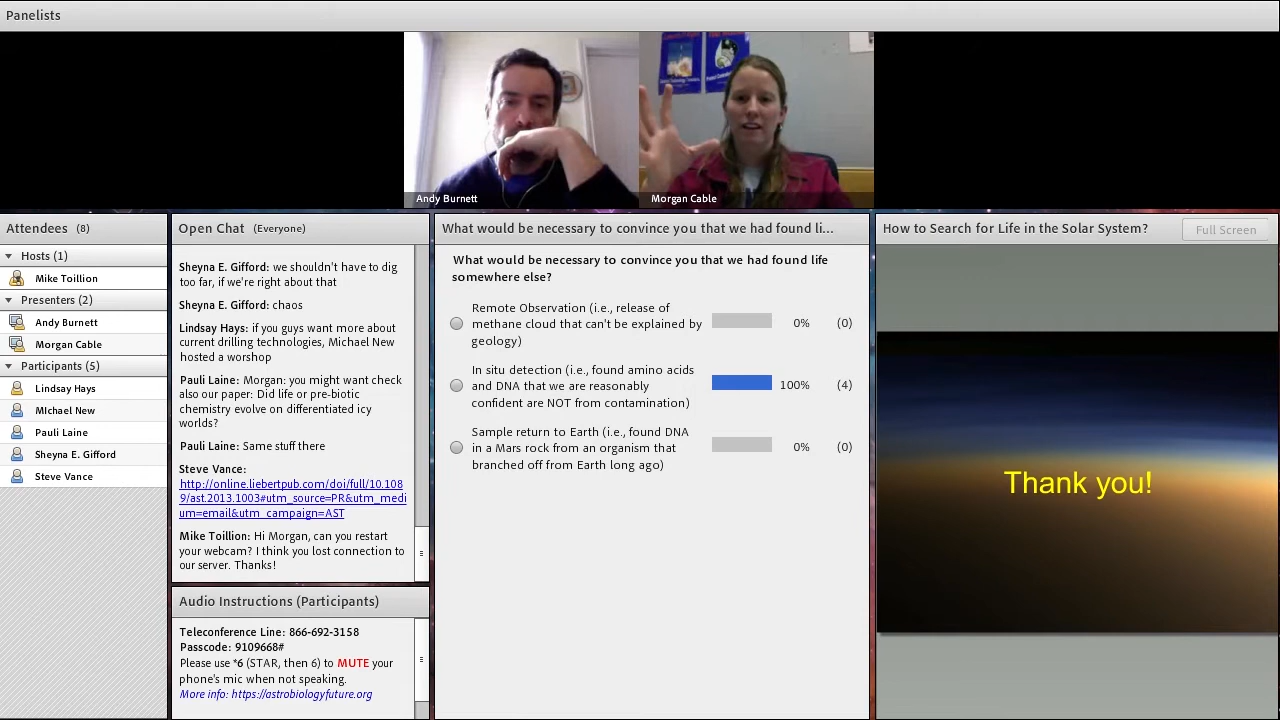 Panelists
Andy Burnett
Morgan Cable
Attendees (8)
Hosts (1)
Mike Toillion
Presenters (2)
Andy Burnett
Morgan Cable
Participants (5)
Lindsay Hays
MIchael New
Pauli Laine
Sheyna E. Gifford
Steve Vance
Open Chat (Everyone)
Sheyna E. Gifford: we shouldn't have to dig
too far, if we're right about that
Sheyna E. Gifford: chaos
Lindsay Hays: if you guys want more about
current drilling technologies, Michael New
hosted a worshop
Pauli Laine: Morgan: you might want check
also our paper: Did life or pre-biotic
chemistry evolve on differentiated icy
worlds?
Pauli Laine: Same stuff there
Steve Vance:
http://online.liebertpub.com/doi/full/10.108
9/ast.2013.1003#utm_source=PR&utm_medi
um=email&utm_campaign=AST
Mike Toillion: Hi Morgan, can you restart
your webcam? I think you lost connection to
our server. Thanks!
Audio Instructions (Participants)
Teleconference Line: 866-692-3158
Passcode: 9109668#
Please use *6 (STAR, then 6) to MUTE your
phone's mic when not speaking.
More info: https://astrobiologyfuture.org
What would be necessary to convince you that we had found li...
What would be necessary to convince you that we had found life
somewhere else?
Remote Observation (i.e., release of
methane cloud that can't be explained by
geology)
0% (0)
In situ detection (i.e., found amino acids
and DNA that we are reasonably
confident are NOT from contamination)
100% (4)
Sample return to Earth (i.e., found DNA
in a Mars rock from an organism that
branched off from Earth long ago)
0% (0)
How to Search for Life in the Solar System?
Full Screen
Thank you!